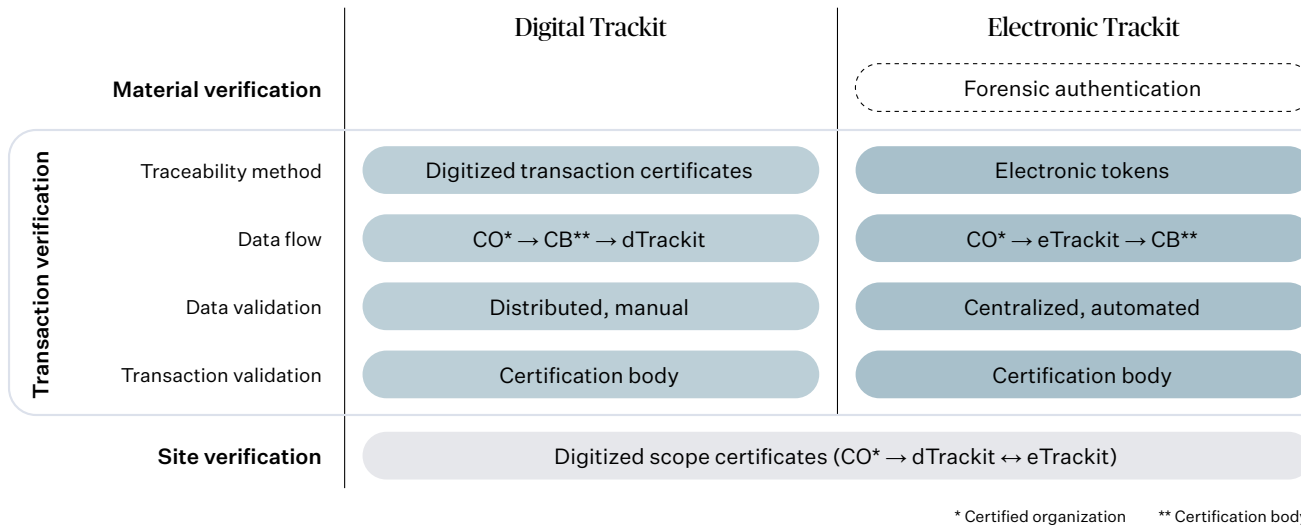 Digital Trackit
Electronic Trackit
Material verification
Forensic authentication
Transaction verification
Traceability method
Digitized transaction certificates
Electronic tokens
Data flow
CO* → CB** → dTrackit
CO* → eTrackit → CB**
Data validation
Distributed, manual
Centralized, automated
Transaction validation
Certification body
Certification body
Site verification
Digitized scope certificates (CO* → dTrackit ↔ eTrackit)
* Certified organization
** Certification body